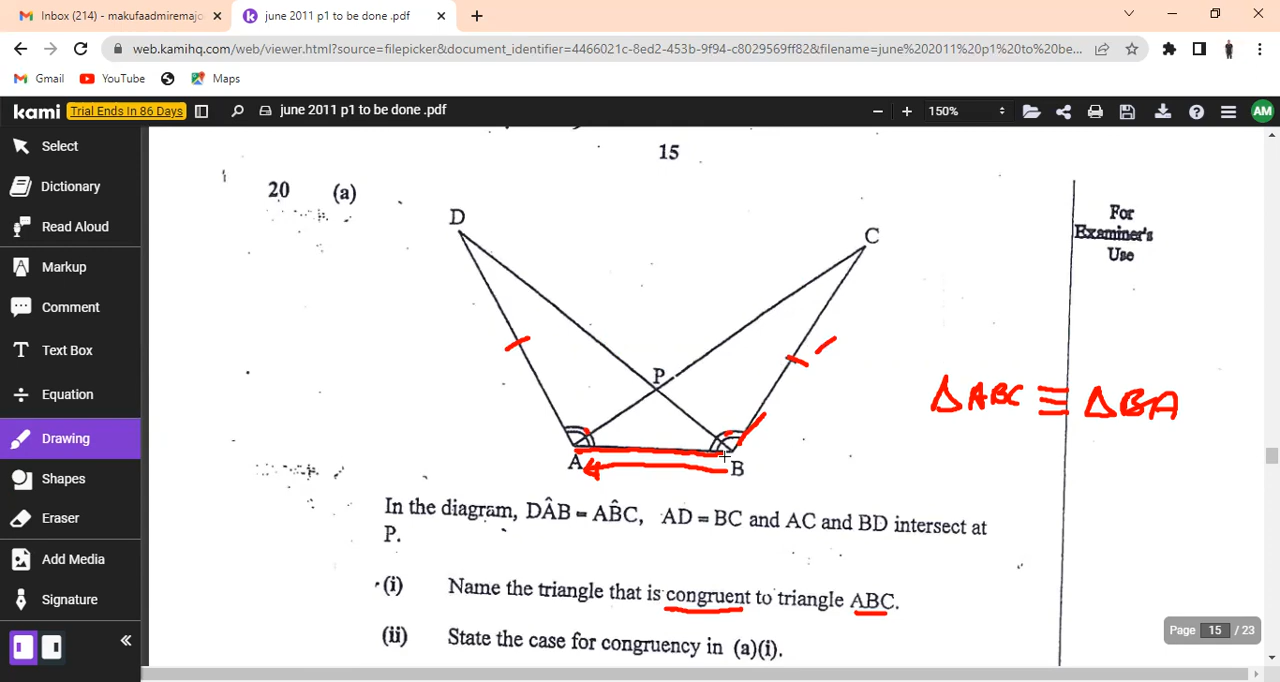 Inbox (214) - makufaadmiremajo
june 2011 p1 to be done .pdf
web.kamihq.com/web/viewer.html?source=filepicker&document_identifier=4466021c-8ed2-453b-9f94-c8029569ff82&filename=june%202011%20p1%20to%20be...
Gmail
YouTube
Maps
kami
Trial Ends In 86 Days
june 2011 p1 to be done .pdf
150%
AM
Select
Dictionary
Read Aloud
Markup
Comment
Text Box
Equation
Drawing
Shapes
Eraser
Add Media
Signature
15
20 (a)
For
Examiner's
Use
D
C
P
A
B
ΔABC ≡ ΔBA
In the diagram, DÂB = AB̂C, AD = BC and AC and BD intersect at
P.
(i) Name the triangle that is congruent to triangle ABC.
(ii) State the case for congruency in (a)(i).
Page 15 / 23